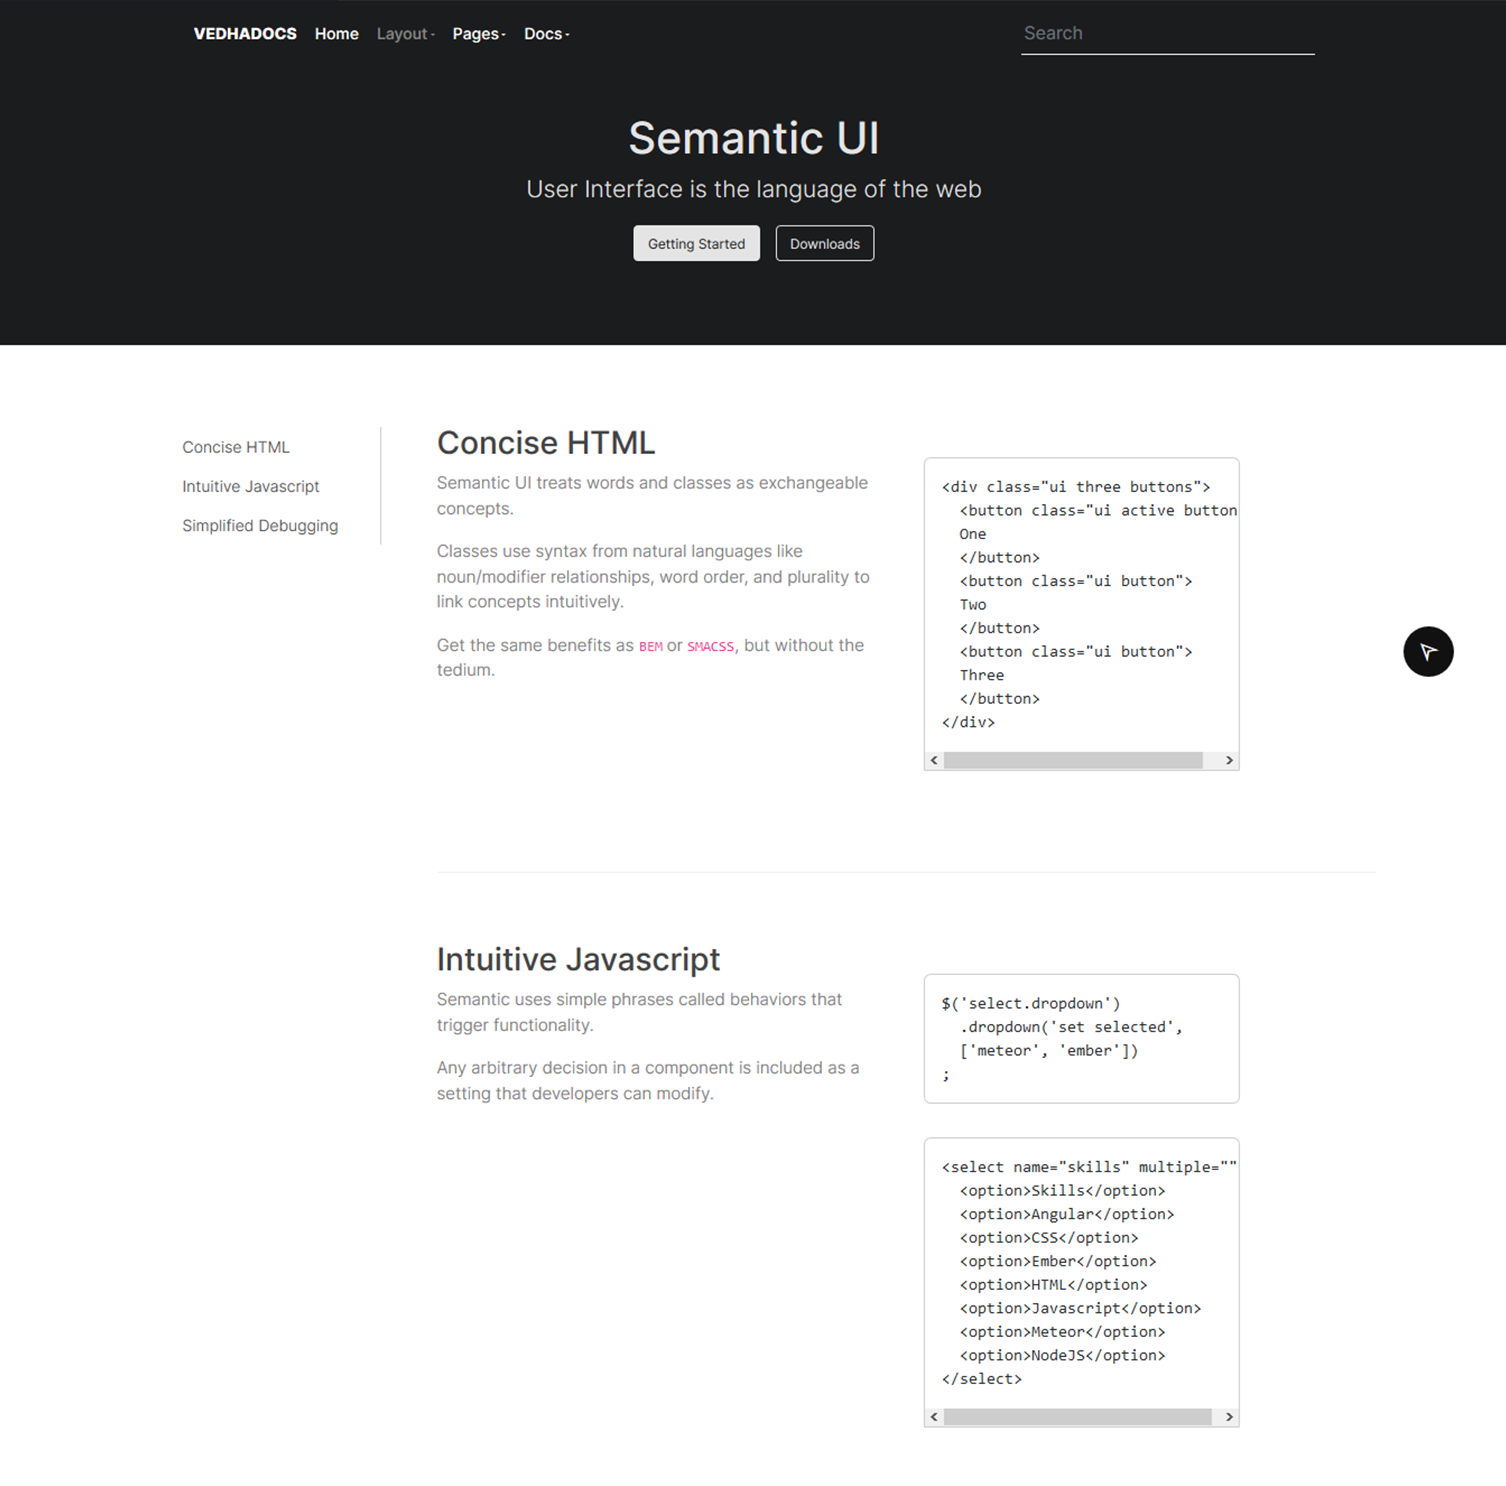 VEDHADOCS Home Layout Pages Docs Search
Semantic UI
User Interface is the language of the web
Getting Started Downloads
Concise HTML
Intuitive Javascript
Simplified Debugging
Concise HTML
Semantic UI treats words and classes as exchangeable
concepts.
Classes use syntax from natural languages like
noun/modifier relationships, word order, and plurality to
link concepts intuitively.
Get the same benefits as BEM or SMACSS, but without the
tedium.
<div class="ui three buttons">
  <button class="ui active button
  One
  </button>
  <button class="ui button">
  Two
  </button>
  <button class="ui button">
  Three
  </button>
</div>
Intuitive Javascript
Semantic uses simple phrases called behaviors that
trigger functionality.
Any arbitrary decision in a component is included as a
setting that developers can modify.
$('select.dropdown')
  .dropdown('set selected',
  ['meteor', 'ember'])
;
<select name="skills" multiple=""
  <option>Skills</option>
  <option>Angular</option>
  <option>CSS</option>
  <option>Ember</option>
  <option>HTML</option>
  <option>Javascript</option>
  <option>Meteor</option>
  <option>NodeJS</option>
</select>